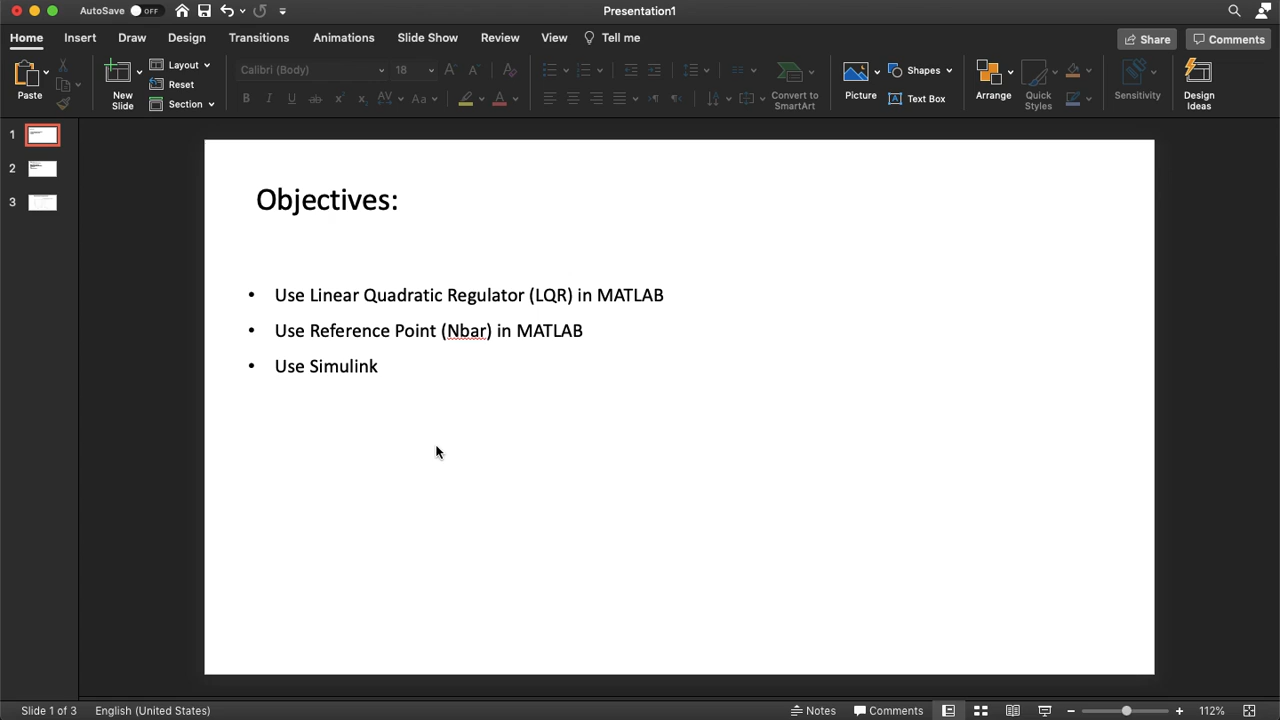 AutoSave OFF Presentation1
Home Insert Draw Design Transitions Animations Slide Show Review View Tell me Share Comments
Paste New Slide Layout Reset Section Calibri (Body) 18 Convert to SmartArt Picture Shapes Text Box Arrange Quick Styles Sensitivity Design Ideas
1
2
3
Objectives:
• Use Linear Quadratic Regulator (LQR) in MATLAB
• Use Reference Point (Nbar) in MATLAB
• Use Simulink
Slide 1 of 3 English (United States) Notes Comments 112%